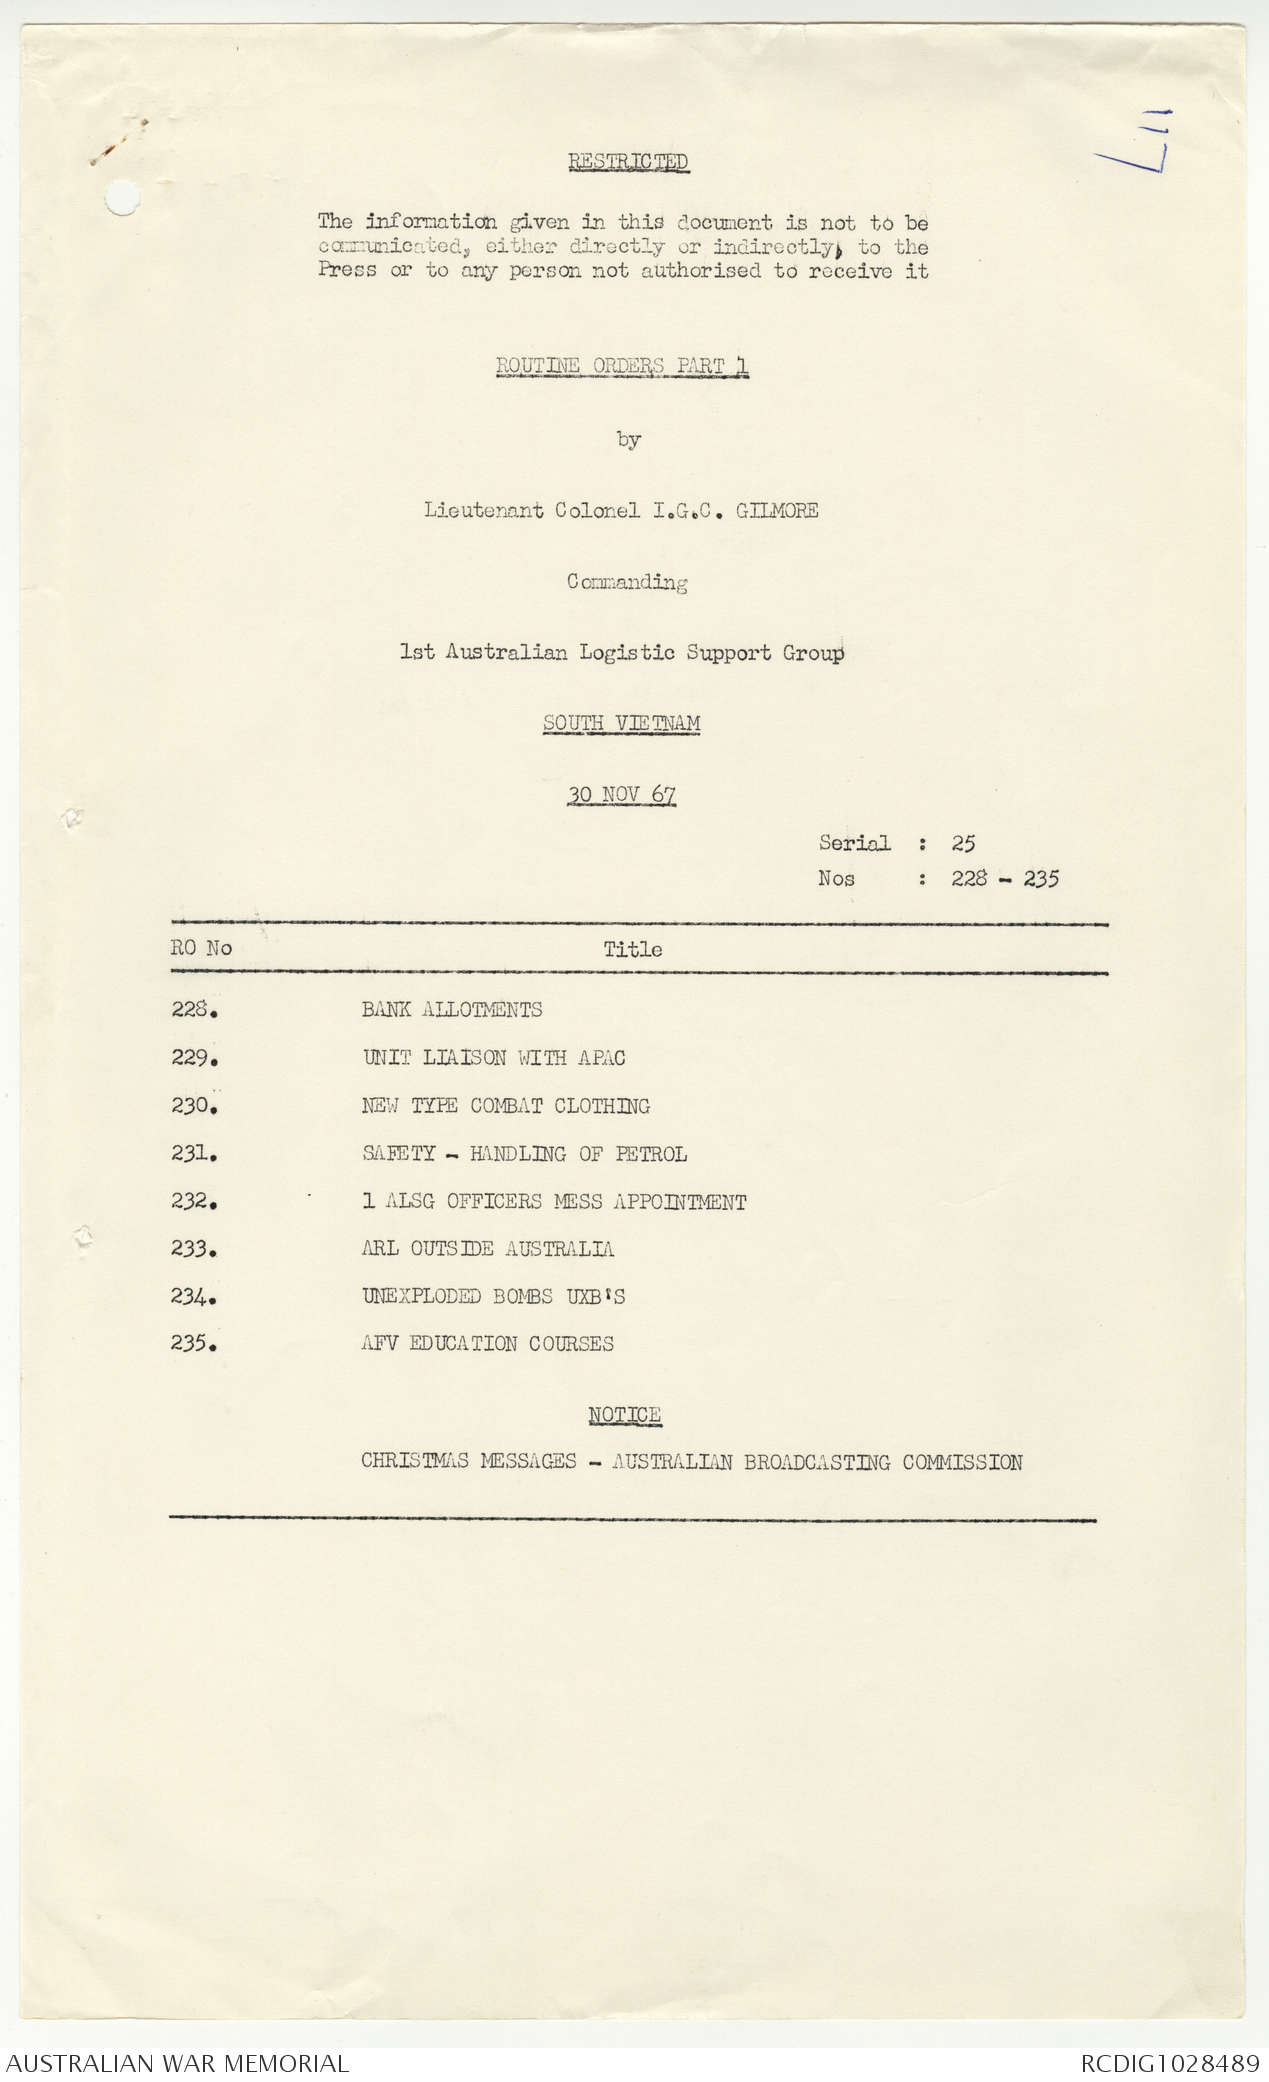 117
RESTRICTED
The information given in this document is not to be
communicated, either directly or indirectly, to the
Press or to any person not authorised to receive it
ROUTINE ORDERS PART 1
by
Lieutenant Colonel I.G.C. GILMORE
Commanding
1st Australian Logistic Support Group
SOUTH VIETNAM
30 NOV 67
Serial : 25
Nos : 228 - 235
RO No Title
228. BANK ALLOTMENTS
229. UNIT LIAISON WITH APAC
230. NEW TYPE COMBAT CLOTHING
231. SAFETY - HANDLING OF PETROL
232. 1 ALSG OFFICERS MESS APPOINTMENT
233. ARL OUTSIDE AUSTRALIA
234. UNEXPLODED BOMBS UXB'S
235. AFV EDUCATION COURSES
NOTICE
CHRISTMAS MESSAGES - AUSTRALIAN BROADCASTING COMMISSION
AUSTRALIAN WAR MEMORIAL RCDIG1028489